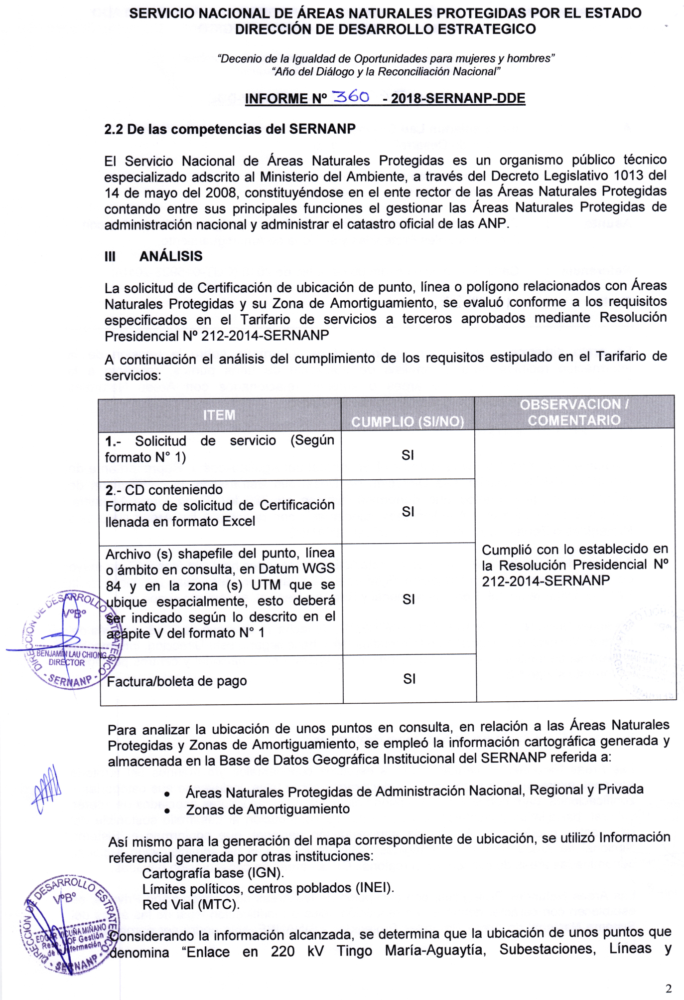 SERVICIO NACIONAL DE ÁREAS NATURALES PROTEGIDAS POR EL ESTADO
DIRECCIÓN DE DESARROLLO ESTRATEGICO
“Decenio de la Igualdad de Oportunidades para mujeres y hombres”
“Año del Diálogo y la Reconciliación Nacional”
INFORME Nº 360 - 2018-SERNANP-DDE
2.2 De las competencias del SERNANP
El Servicio Nacional de Áreas Naturales Protegidas es un organismo público técnico
especializado adscrito al Ministerio del Ambiente, a través del Decreto Legislativo 1013 del
14 de mayo del 2008, constituyéndose en el ente rector de las Áreas Naturales Protegidas
contando entre sus principales funciones el gestionar las Áreas Naturales Protegidas de
administración nacional y administrar el catastro oficial de las ANP.
III ANÁLISIS
La solicitud de Certificación de ubicación de punto, línea o polígono relacionados con Áreas
Naturales Protegidas y su Zona de Amortiguamiento, se evaluó conforme a los requisitos
especificados en el Tarifario de servicios a terceros aprobados mediante Resolución
Presidencial Nº 212-2014-SERNANP
A continuación el análisis del cumplimiento de los requisitos estipulado en el Tarifario de
servicios:
ITEM
CUMPLIO (SI/NO)
OBSERVACION /
COMENTARIO
1.- Solicitud de servicio (Según
formato N° 1)
SI
2.- CD conteniendo
Formato de solicitud de Certificación
llenada en formato Excel
SI
Archivo (s) shapefile del punto, línea
o ámbito en consulta, en Datum WGS
84 y en la zona (s) UTM que se
ubique espacialmente, esto deberá
ser indicado según lo descrito en el
acápite V del formato N° 1
SI
Factura/boleta de pago
SI
Cumplió con lo establecido en
la Resolución Presidencial Nº
212-2014-SERNANP
DIRECCIÓN DE DESARROLLO ESTRATEGICO
VºBº
BENJAMÍN LAU CHIONG
DIRECTOR
- SERNANP -
Para analizar la ubicación de unos puntos en consulta, en relación a las Áreas Naturales
Protegidas y Zonas de Amortiguamiento, se empleó la información cartográfica generada y
almacenada en la Base de Datos Geográfica Institucional del SERNANP referida a:
• Áreas Naturales Protegidas de Administración Nacional, Regional y Privada
• Zonas de Amortiguamiento
Así mismo para la generación del mapa correspondiente de ubicación, se utilizó Información
referencial generada por otras instituciones:
Cartografía base (IGN).
Límites políticos, centros poblados (INEI).
Red Vial (MTC).
DIRECCIÓN DE DESARROLLO ESTRATEGICO
VºBº
EDGAR VICUÑA MIÑANO
Resp. UOF Gestión
de la Información
- SERNANP -
Considerando la información alcanzada, se determina que la ubicación de unos puntos que
denomina “Enlace en 220 kV Tingo María-Aguaytía, Subestaciones, Líneas y
2